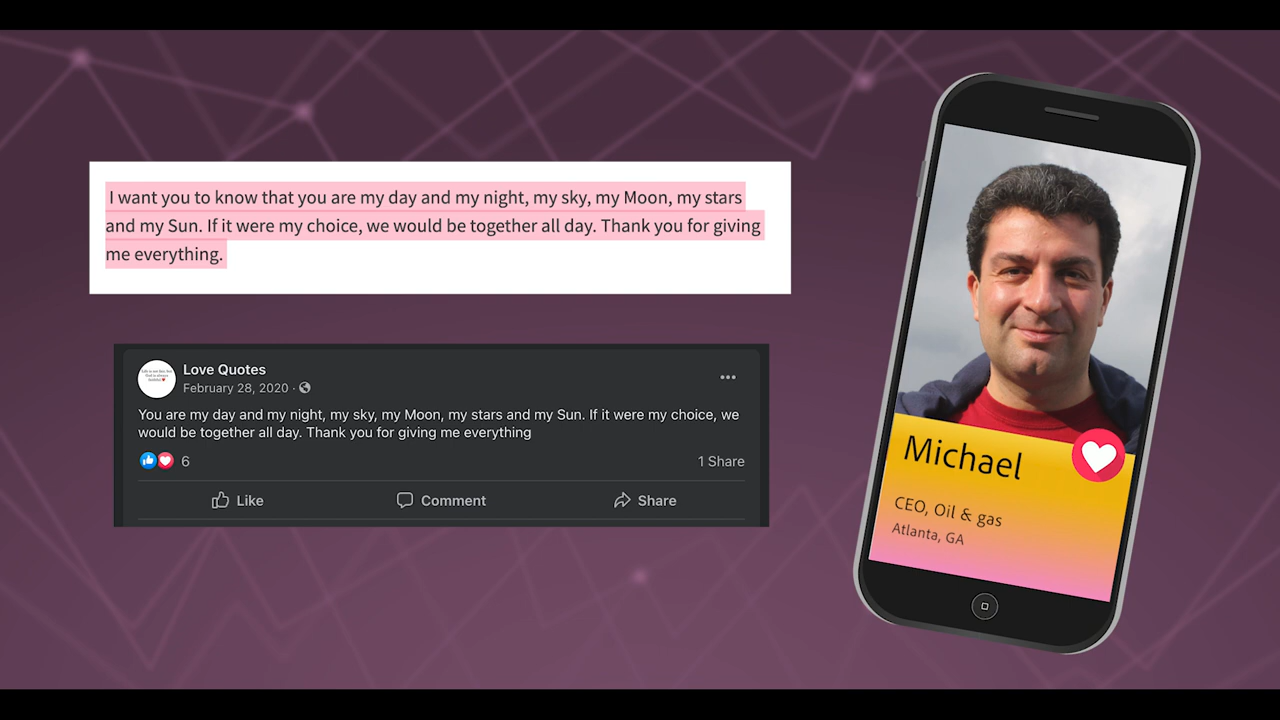 I want you to know that you are my day and my night, my sky, my Moon, my stars
and my Sun. If it were my choice, we would be together all day. Thank you for giving
me everything.
Love Quotes
February 28, 2020 ·
You are my day and my night, my sky, my Moon, my stars and my Sun. If it were my choice, we
would be together all day. Thank you for giving me everything
6
1 Share
Like
Comment
Share
Michael
CEO, Oil & gas
Atlanta, GA